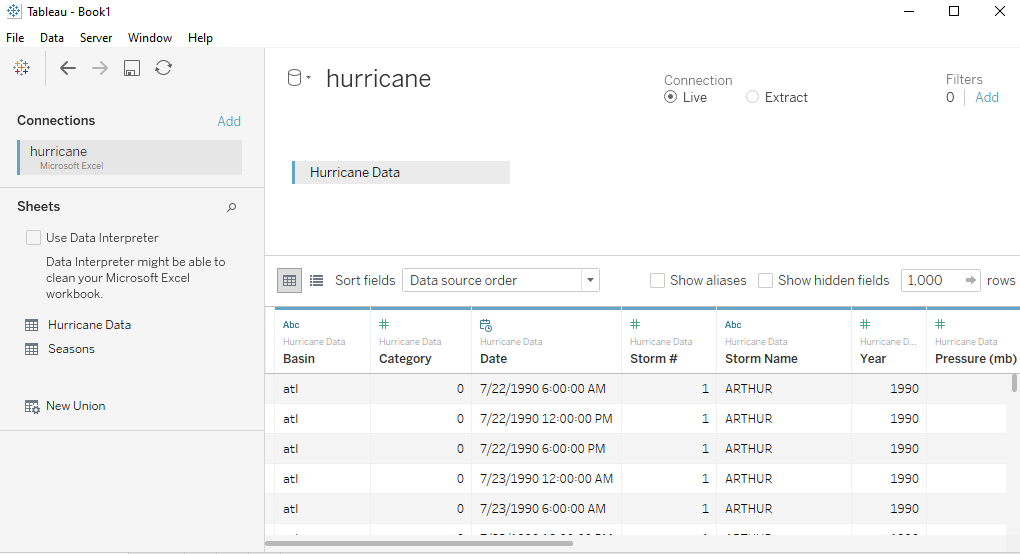 Tableau - Book1
File Data Server Window Help
hurricane
Connection
Live Extract
Filters
0 Add
Connections Add
hurricane
Microsoft Excel
Hurricane Data
Sheets
Use Data Interpreter
Data Interpreter might be able to
clean your Microsoft Excel
workbook.
Hurricane Data
Seasons
New Union
Sort fields Data source order Show aliases Show hidden fields 1,000 rows
Abc # # Abc # #
Hurricane Data Hurricane Data Hurricane Data Hurricane Data Hurricane Data Hurricane D... Hurricane Data
Basin Category Date Storm # Storm Name Year Pressure (mb)
atl 0 7/22/1990 6:00:00 AM 1 ARTHUR 1990
atl 0 7/22/1990 12:00:00 PM 1 ARTHUR 1990
atl 0 7/22/1990 6:00:00 PM 1 ARTHUR 1990
atl 0 7/23/1990 12:00:00 AM 1 ARTHUR 1990
atl 0 7/23/1990 6:00:00 AM 1 ARTHUR 1990